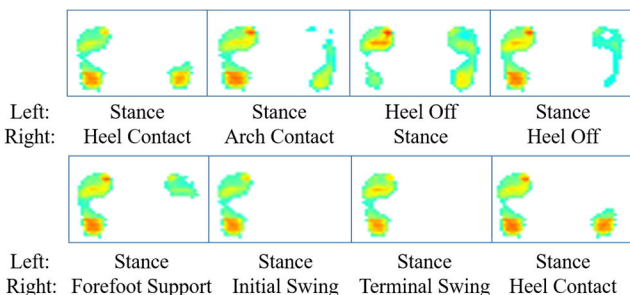 Left: Stance Stance Heel Off Stance
Right: Heel Contact Arch Contact Stance Heel Off
Left: Stance Stance Stance Stance
Right: Forefoot Support Initial Swing Terminal Swing Heel Contact